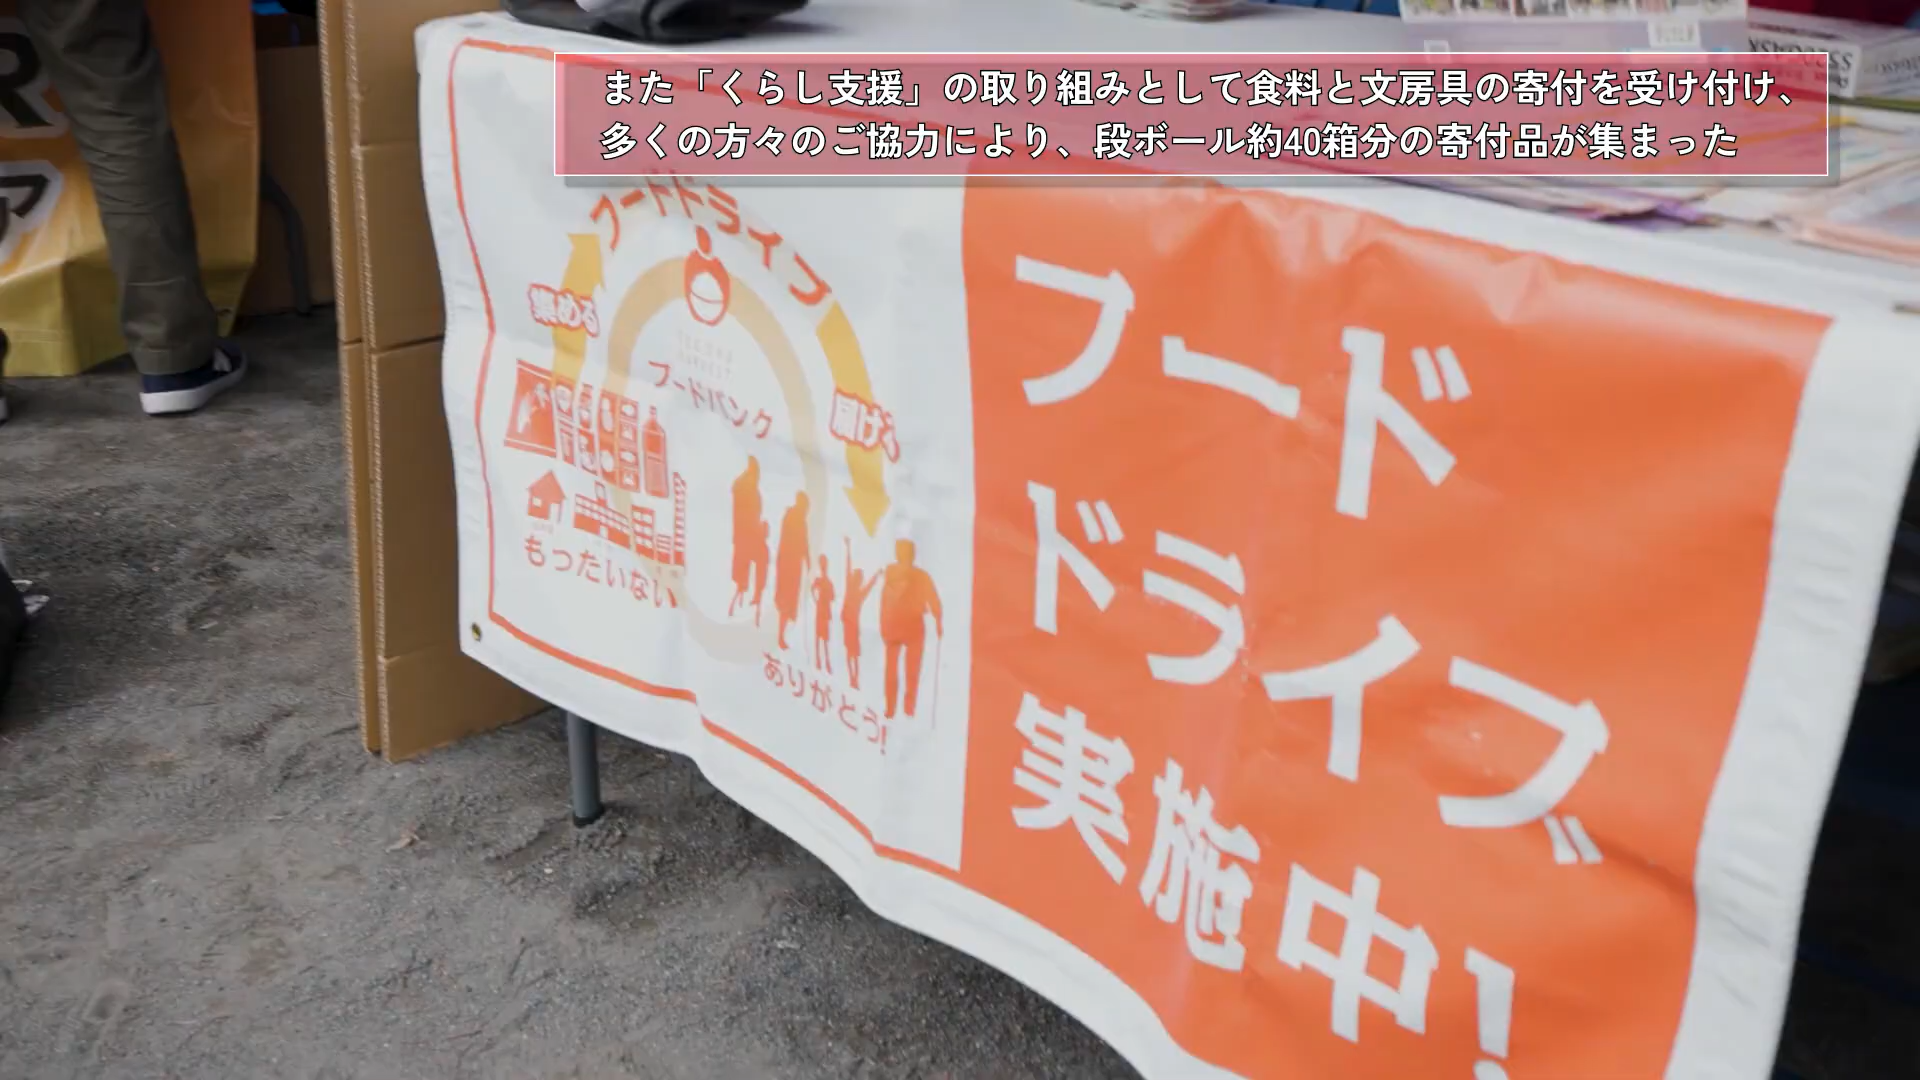 また「くらし支援」の取り組みとして食料と文房具の寄付を受け付け、
多くの方々のご協力により、段ボール約40箱分の寄付品が集まった
フードドライブ
集める
フードバンク
届ける
もったいない
ありがとう!
フード
ドライブ
実施中!